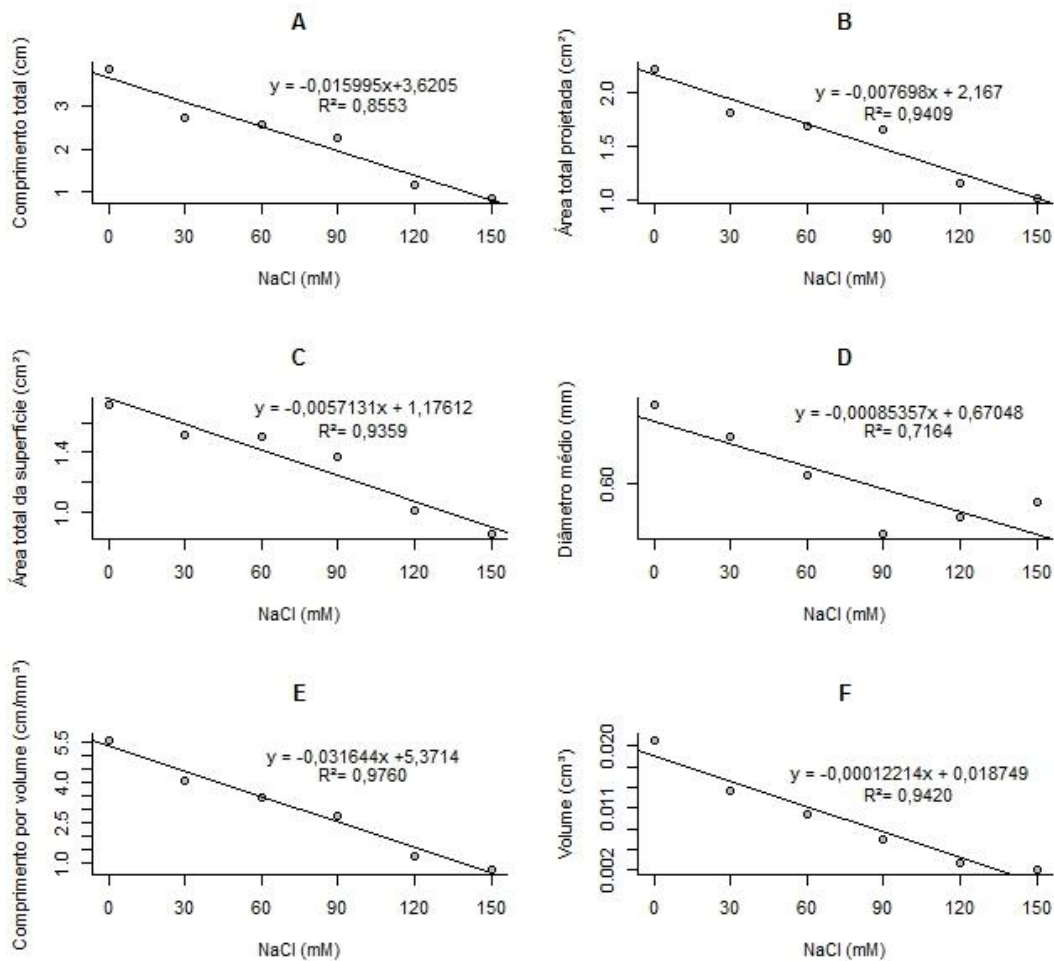 A
Comprimento total (cm)
3
2
1
y = -0,015995x+3,6205
R²= 0,8553
0 30 60 90 120 150
NaCl (mM)
B
Área total projetada (cm²)
2.0
1.5
1.0
y = -0,007698x + 2,167
R²= 0,9409
0 30 60 90 120 150
NaCl (mM)
C
Área total da superfície (cm²)
1.4
1.0
y = -0,0057131x + 1,17612
R²= 0,9359
0 30 60 90 120 150
NaCl (mM)
D
Diâmetro médio (mm)
0.60
y = -0,00085357x + 0,67048
R²= 0,7164
0 30 60 90 120 150
NaCl (mM)
E
Comprimento por volume (cm/mm³)
5.5
4.0
2.5
1.0
y = -0,031644x +5,3714
R²= 0,9760
0 30 60 90 120 150
NaCl (mM)
F
Volume (cm³)
0.020
0.011
0.002
y = -0,00012214x + 0,018749
R²= 0,9420
0 30 60 90 120 150
NaCl (mM)